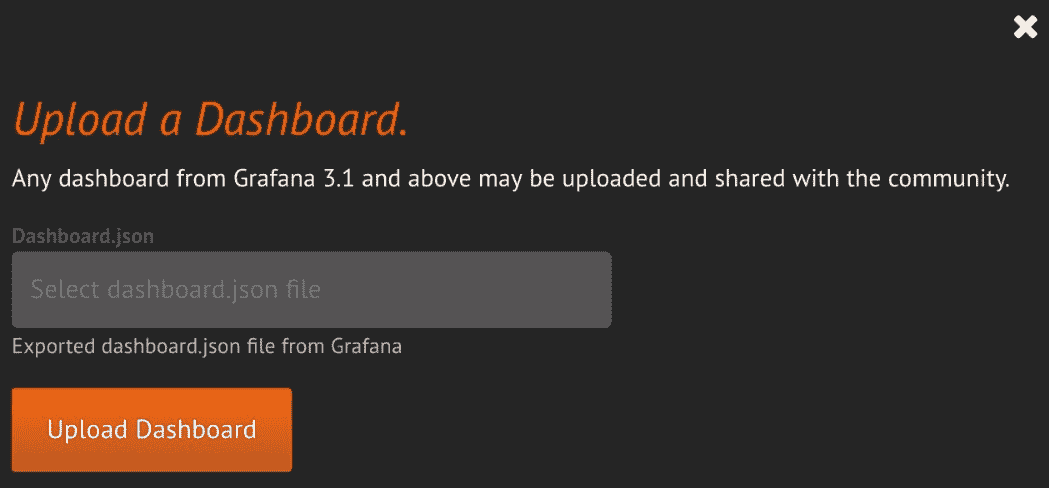 Upload a Dashboard.
Any dashboard from Grafana 3.1 and above may be uploaded and shared with the community.
Dashboard.json
Select dashboard.json file
Exported dashboard.json file from Grafana
Upload Dashboard